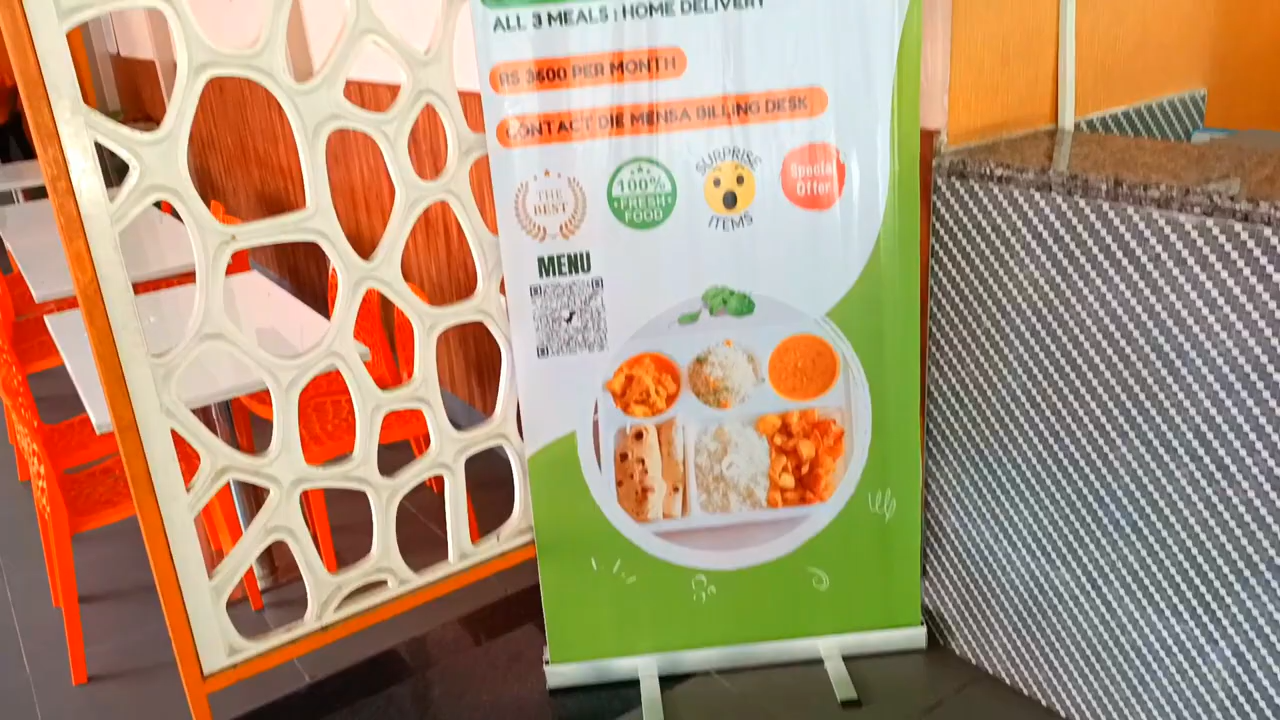 ALL 3 MEALS | HOME DELIVERY
RS 3600 PER MONTH
CONTACT DIE MENSA BILLING DESK
THE
BEST
100%
FRESH
FOOD
SURPRISE
ITEMS
Special
Offer
MENU